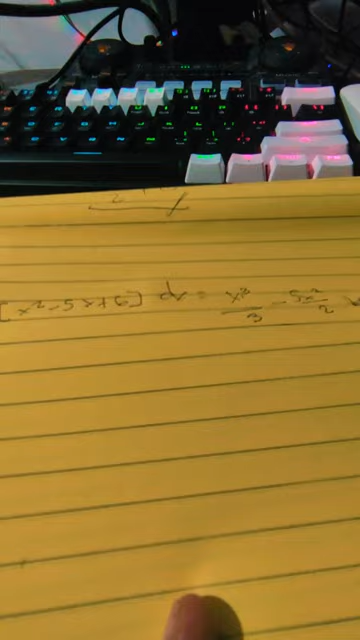 [x²-5x+6] dx = x³/3 - 5x²/2